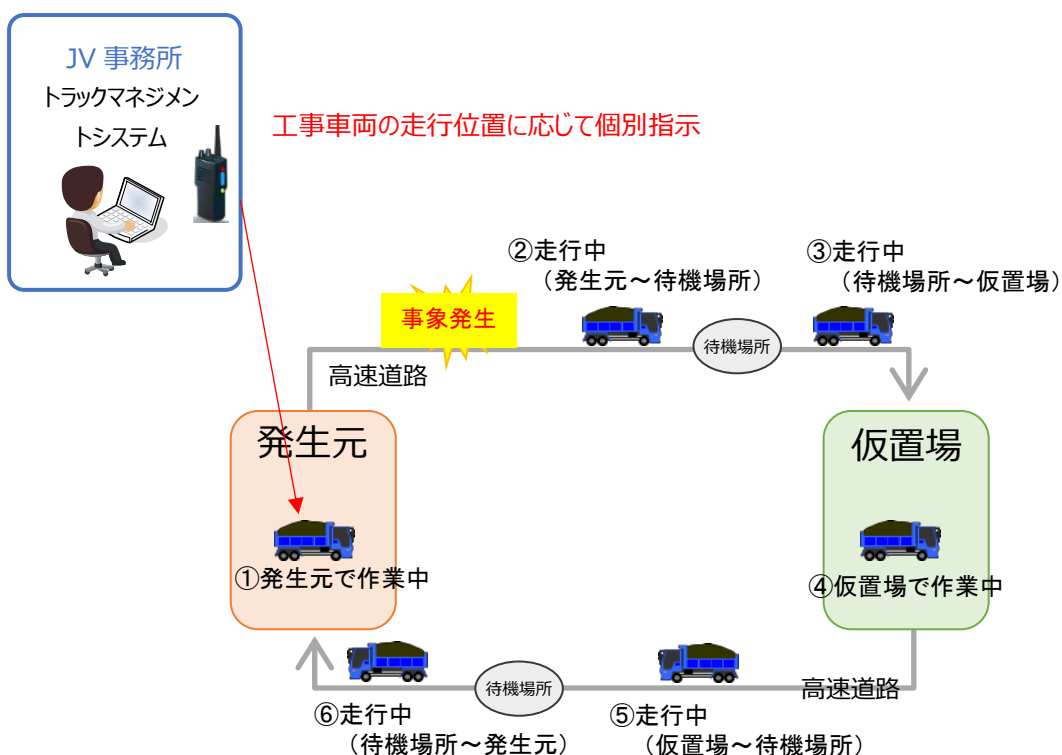 JV 事務所
トラックマネジメン
トシステム
工事車両の走行位置に応じて個別指示
②走行中
（発生元～待機場所）
③走行中
（待機場所～仮置場）
事象発生
待機場所
高速道路
発生元
仮置場
①発生元で作業中
④仮置場で作業中
待機場所
高速道路
⑥走行中
（待機場所～発生元）
⑤走行中
（仮置場～待機場所）